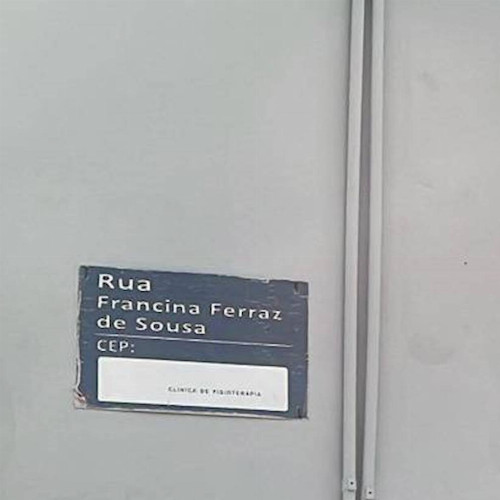 Rua
Francina Ferraz
de Sousa
CEP:
CLINICA DE FISIOTERAPIA